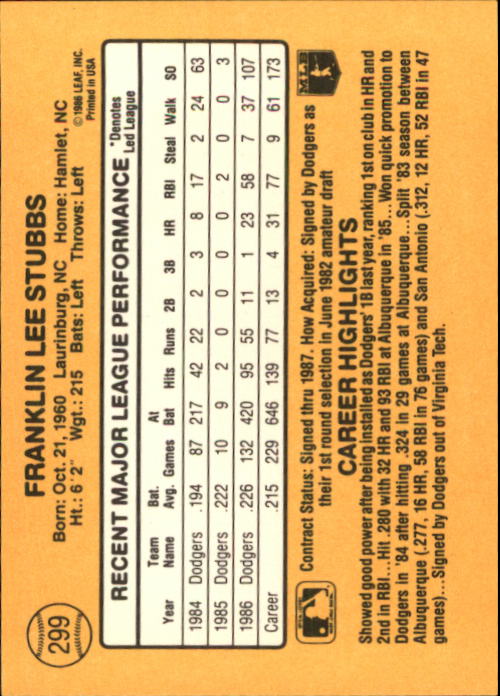 299
FRANKLIN LEE STUBBS
Born: Oct. 21, 1960 Laurinburg, NC Home: Hamlet, NC
Ht.: 6'2" Wgt.: 215 Bats: Left Throws: Left
© 1986 LEAF, INC.
Printed in USA
RECENT MAJOR LEAGUE PERFORMANCE
*Denotes
Led League
Team Bat. At
Year Name Avg. Games Bat Hits Runs 2B 3B HR RBI Steal Walk SO
1984 Dodgers .194 87 217 42 22 2 3 8 17 2 24 63
1985 Dodgers .222 10 9 2 0 0 0 0 2 0 0 3
1986 Dodgers .226 132 420 95 55 11 1 23 58 7 37 107
Career .215 229 646 139 77 13 4 31 77 9 61 173
Contract Status: Signed thru 1987. How Acquired: Signed by Dodgers as
their 1st round selection in June 1982 amateur draft
MLB
CAREER HIGHLIGHTS
Showed good power after being installed as Dodgers' 1B last year, ranking 1st on club in HR and
2nd in RBI...Hit .280 with 32 HR and 93 RBI at Albuquerque in '85...Won quick promotion to
Dodgers in '84 after hitting .324 in 29 games at Albuquerque...Split '83 season between
Albuquerque (.277, 16 HR, 58 RBI in 76 games) and San Antonio (.312, 12 HR, 52 RBI in 47
games)...Signed by Dodgers out of Virginia Tech.